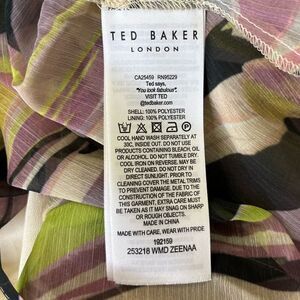 TED BAKER
LONDON
CA25459 RN95229
Ted says,
"You look fabulous".
VISIT TED
@tedbaker.com
SHELL: 100% POLYESTER
LINING: 100% POLYESTER
COLD HAND WASH SEPARATELY AT
30C, INSIDE OUT. DO NOT USE
PRODUCTS CONTAINING BLEACH, OIL
OR ALCOHOL. DO NOT TUMBLE DRY.
COOL IRON ON REVERSE. MAY BE
DRY CLEANED. DO NOT DRY IN
DIRECT SUNLIGHT. PRIOR TO
CLEANING COVER THE METAL TRIMS
TO PREVENT DAMAGE. DUE TO THE
CONSTRUCTION OF THE FABRIC OF
THIS GARMENT, EXTRA CARE MUST
BE TAKEN AS IT MAY SNAG ON SHARP
OR ROUGH OBJECTS.
MADE IN CHINA
MADE WITH CARE, WEAR WITH PRIDE
192159
253218 WMD ZEENAA